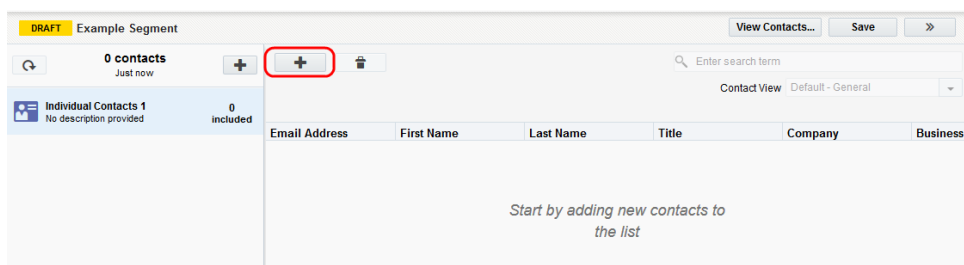 DRAFT Example Segment
View Contacts... Save
0 contacts
Just now
Enter search term
Contact View Default - General
Individual Contacts 1
No description provided
0
included
Email Address First Name Last Name Title Company Business
Start by adding new contacts to
the list